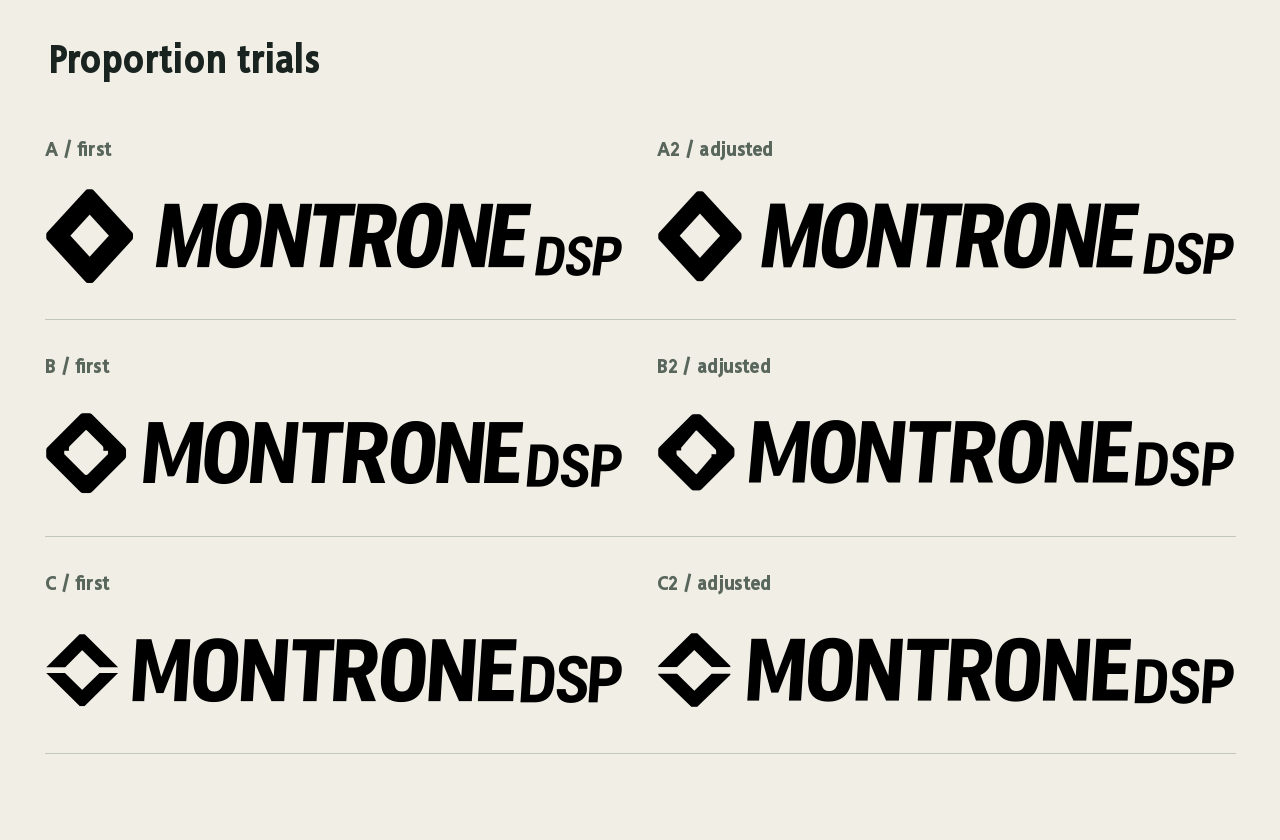 Proportion trials
A / first
A2 / adjusted
MONTRONE DSP
MONTRONE DSP
B / first
B2 / adjusted
MONTRONE DSP
MONTRONE DSP
C / first
C2 / adjusted
MONTRONE DSP
MONTRONE DSP